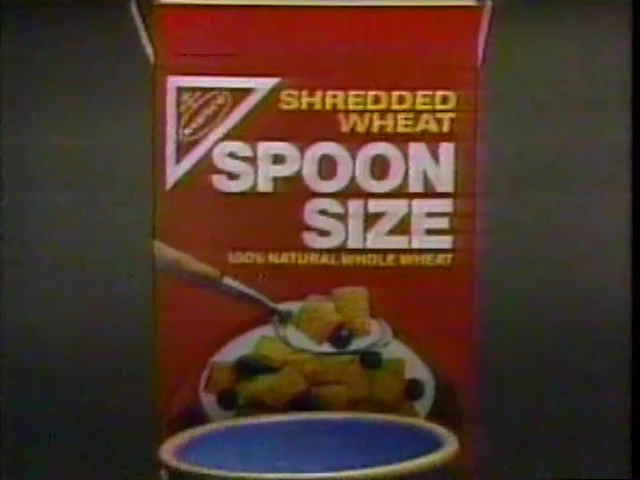 SHREDDED
WHEAT
SPOON
SIZE
100% NATURAL WHOLE WHEAT